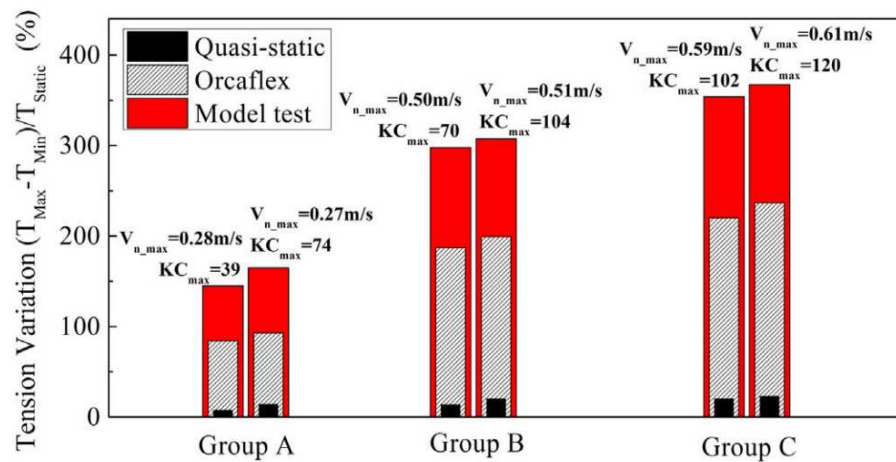 Tension Variation (T_Max-T_Min)/T_Static (%)
400
300
200
100
0
Quasi-static
Orcaflex
Model test
V_n_max=0.28m/s
KC_max=39
V_n_max=0.27m/s
KC_max=74
V_n_max=0.50m/s
KC_max=70
V_n_max=0.51m/s
KC_max=104
V_n_max=0.59m/s
KC_max=102
V_n_max=0.61m/s
KC_max=120
Group A
Group B
Group C